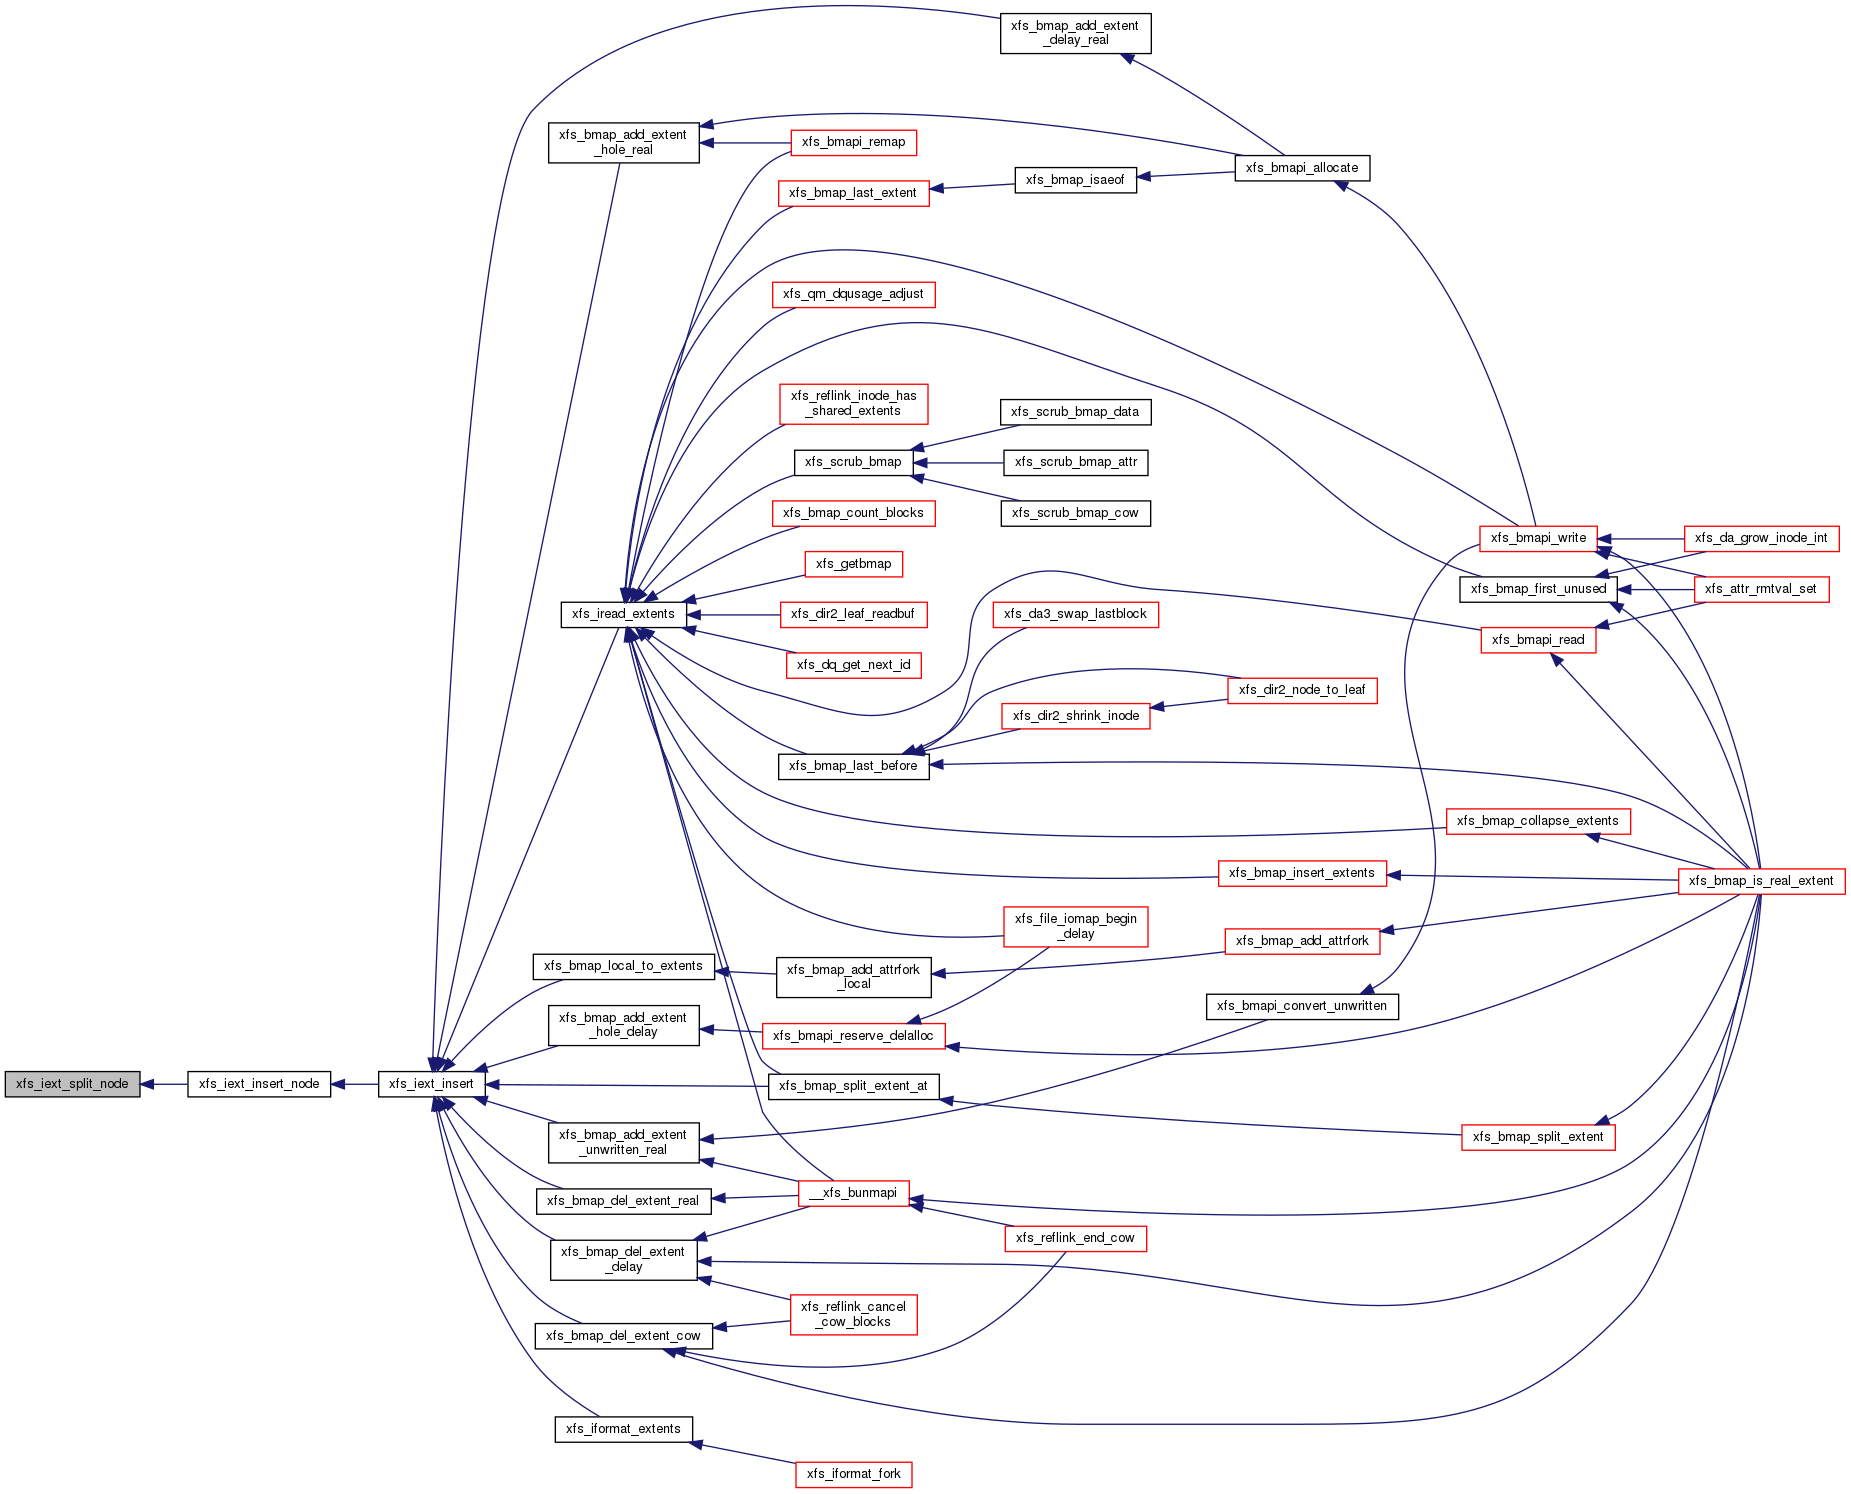 xfs_bmap_add_extent
_delay_real
xfs_bmap_add_extent
_hole_real
xfs_bmapi_remap
xfs_bmapi_allocate
xfs_bmap_last_extent
xfs_bmap_isaeof
xfs_qm_dqusage_adjust
xfs_reflink_inode_has
_shared_extents
xfs_scrub_bmap_data
xfs_scrub_bmap
xfs_scrub_bmap_attr
xfs_bmap_count_blocks
xfs_scrub_bmap_cow
xfs_bmapi_write
xfs_da_grow_inode_int
xfs_getbmap
xfs_bmap_first_unused
xfs_attr_rmtval_set
xfs_iread_extents
xfs_dir2_leaf_readbuf
xfs_da3_swap_lastblock
xfs_bmapi_read
xfs_dq_get_next_id
xfs_dir2_node_to_leaf
xfs_dir2_shrink_inode
xfs_bmap_last_before
xfs_bmap_collapse_extents
xfs_bmap_insert_extents
xfs_bmap_is_real_extent
xfs_file_iomap_begin
_delay
xfs_bmap_add_attrfork
xfs_bmap_local_to_extents
xfs_bmap_add_attrfork
_local
xfs_bmapi_convert_unwritten
xfs_bmap_add_extent
_hole_delay
xfs_bmapi_reserve_delalloc
xfs_iext_split_node
xfs_iext_insert_node
xfs_iext_insert
xfs_bmap_split_extent_at
xfs_bmap_add_extent
_unwritten_real
xfs_bmap_split_extent
xfs_bmap_del_extent_real
__xfs_bunmapi
xfs_reflink_end_cow
xfs_bmap_del_extent
_delay
xfs_reflink_cancel
_cow_blocks
xfs_bmap_del_extent_cow
xfs_iformat_extents
xfs_iformat_fork